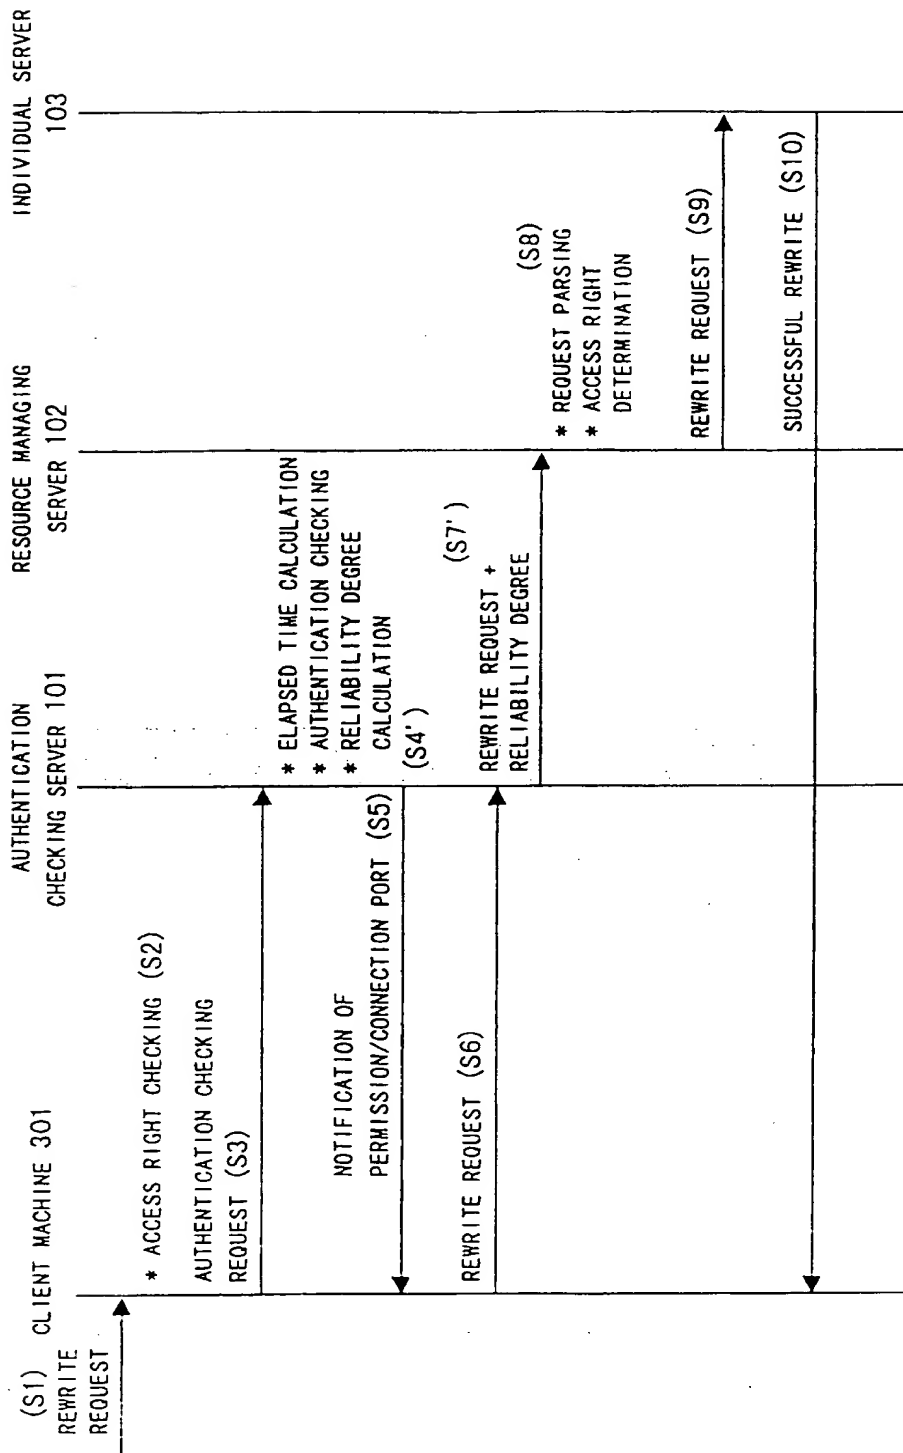 (S1)
REWRITE
REQUEST
CLIENT MACHINE 301
AUTHENTICATION
CHECKING SERVER 101
RESOURCE MANAGING
SERVER 102
INDIVIDUAL SERVER
103
* ACCESS RIGHT CHECKING (S2)
AUTHENTICATION CHECKING
REQUEST (S3)
* ELAPSED TIME CALCULATION
* AUTHENTICATION CHECKING
* RELIABILITY DEGREE
CALCULATION
(S4')
NOTIFICATION OF
PERMISSION/CONNECTION PORT (S5)
REWRITE REQUEST (S6)
(S7')
REWRITE REQUEST +
RELIABILITY DEGREE
(S8)
* REQUEST PARSING
* ACCESS RIGHT
DETERMINATION
REWRITE REQUEST (S9)
SUCCESSFUL REWRITE (S10)